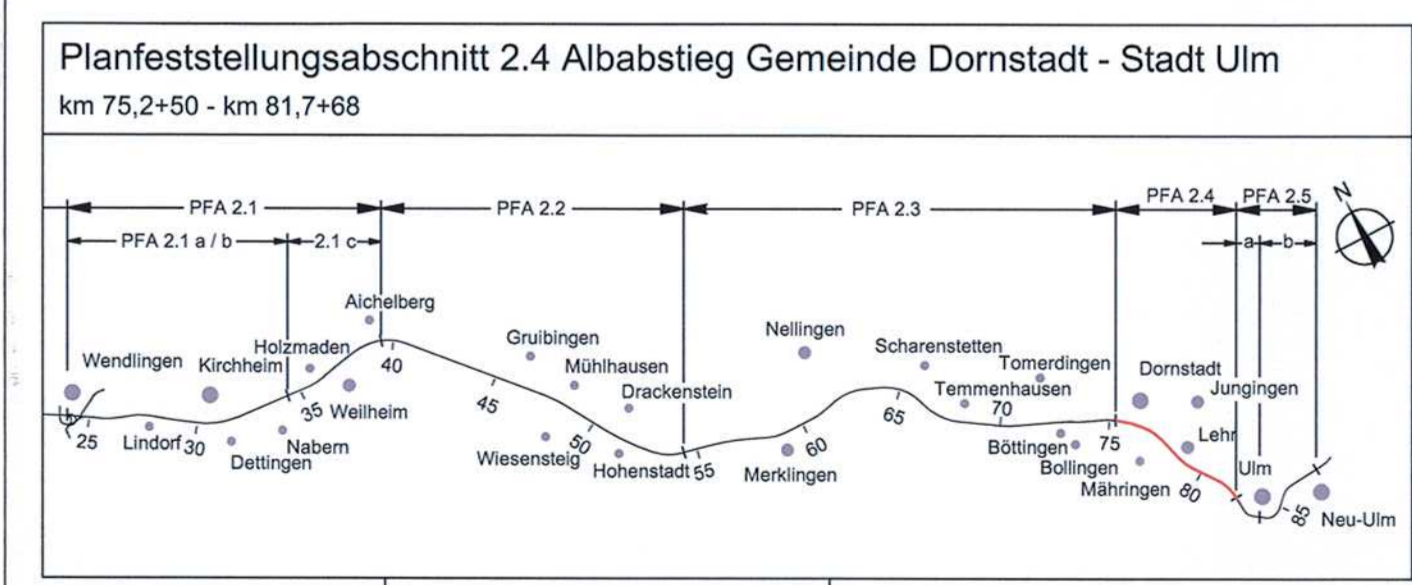 Planfeststellungsabschnitt 2.4 Albabstieg Gemeinde Dornstadt - Stadt Ulm
km 75,2+50 - km 81,7+68
PFA 2.1
PFA 2.2
PFA 2.3
PFA 2.4
PFA 2.5
N
PFA 2.1 a / b
2.1 c
a
b
Aichelberg
Wendlingen
Kirchheim
Holzmaden
40
Gruibingen
Mühlhausen
Drackenstein
Nellingen
Scharenstetten
Tomerdingen
Temmenhausen
Dornstadt
Jungingen
25
Lindorf
30
Dettingen
Nabern
35
Weilheim
45
Wiesensteig
50
Hohenstadt
55
Merklingen
60
65
70
Böttingen
Bollingen
75
Mähringen
Lehr
80
Ulm
85
Neu-Ulm